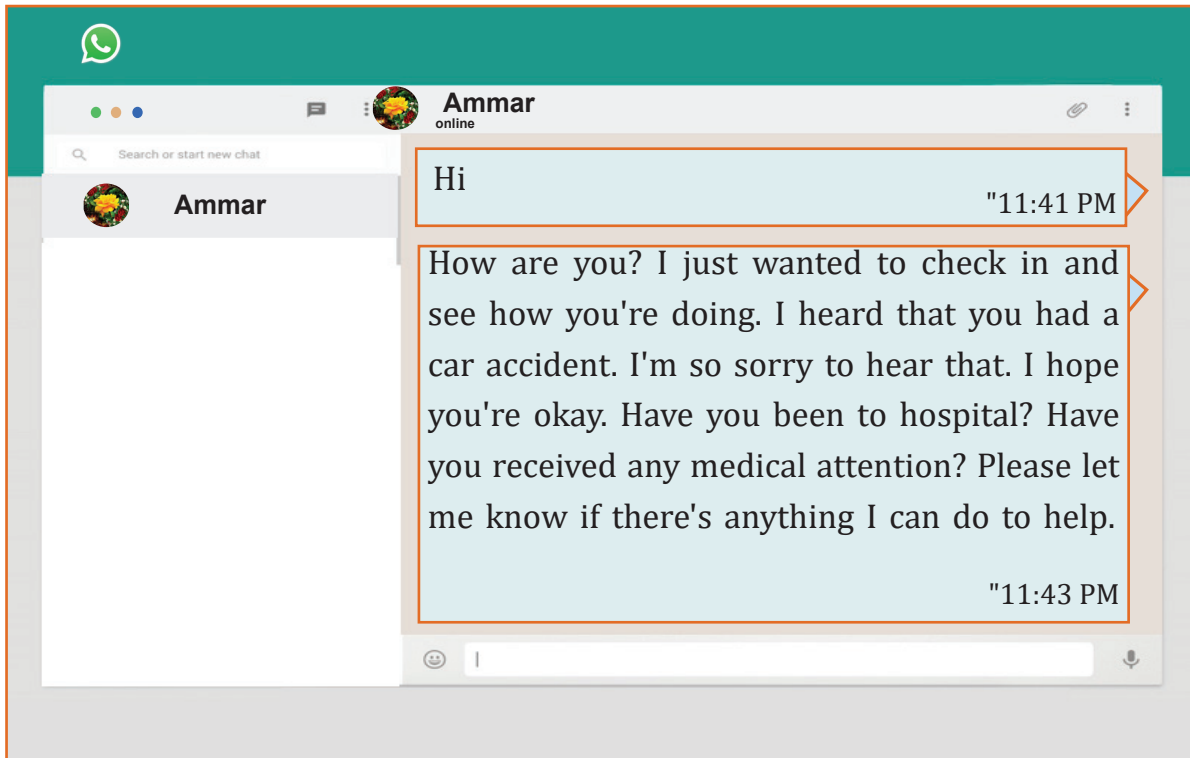 Ammar
online
Search or start new chat
Ammar
Hi
"11:41 PM
How are you? I just wanted to check in and
see how you're doing. I heard that you had a
car accident. I'm so sorry to hear that. I hope
you're okay. Have you been to hospital? Have
you received any medical attention? Please let
me know if there's anything I can do to help.
"11:43 PM